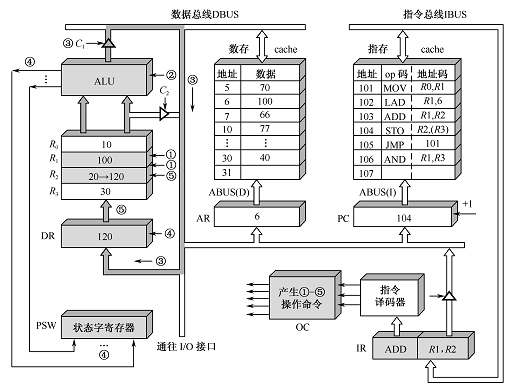 数据总线DBUS
指令总线IBUS
③ C₁
④
ALU
②
⋮
C₂
③
数存 cache
地址 数据
5 70
6 100
7 66
10 77
⋮ ⋮
30 40
31
指存 cache
地址 op 码 地址码
101 MOV R0,R1
102 LAD R1,6
103 ADD R1,R2
104 STO R2,(R3)
105 JMP 101
106 AND R1,R3
107
R₀ 10
R₁ 100 ①
①
R₂ 20→120 ⑤
R₃ 30
⑤
ABUS(D)
ABUS(I)
AR 6
PC 104 +1
DR 120 ④
③
产生①~⑤
操作命令
OC
指令
译码器
PSW 状态字寄存器
…
④
通往 I/O 接口
IR ADD R1, R2